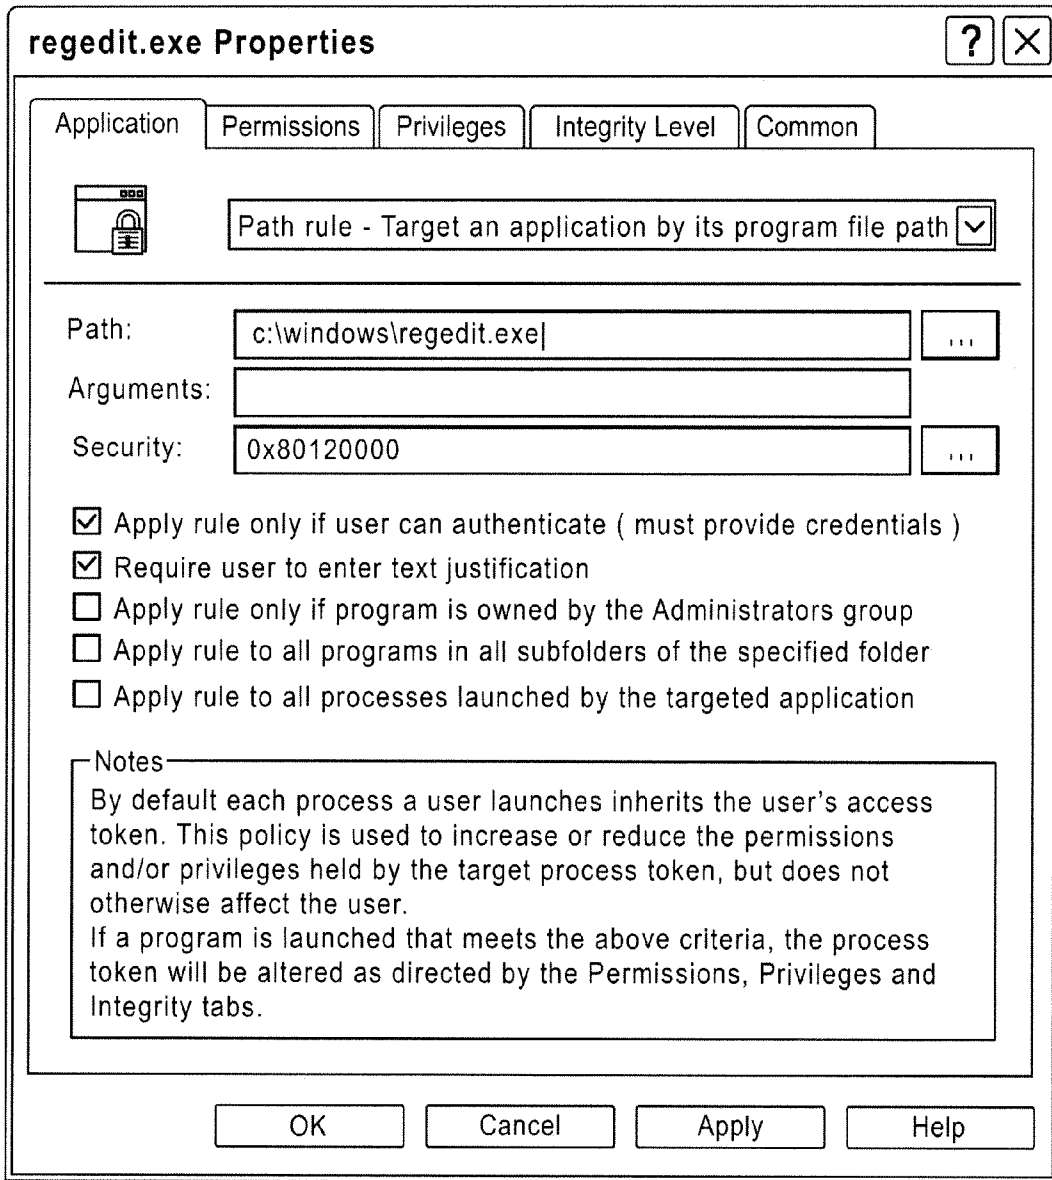 regedit.exe Properties
?
Application Permissions Privileges Integrity Level Common
Path rule - Target an application by its program file path
Path: c:\windows\regedit.exe ...
Arguments:
Security: 0x80120000 ...
Apply rule only if user can authenticate ( must provide credentials )
Require user to enter text justification
Apply rule only if program is owned by the Administrators group
Apply rule to all programs in all subfolders of the specified folder
Apply rule to all processes launched by the targeted application
Notes
By default each process a user launches inherits the user's access
token. This policy is used to increase or reduce the permissions
and/or privileges held by the target process token, but does not
otherwise affect the user.
If a program is launched that meets the above criteria, the process
token will be altered as directed by the Permissions, Privileges and
Integrity tabs.
OK Cancel Apply Help